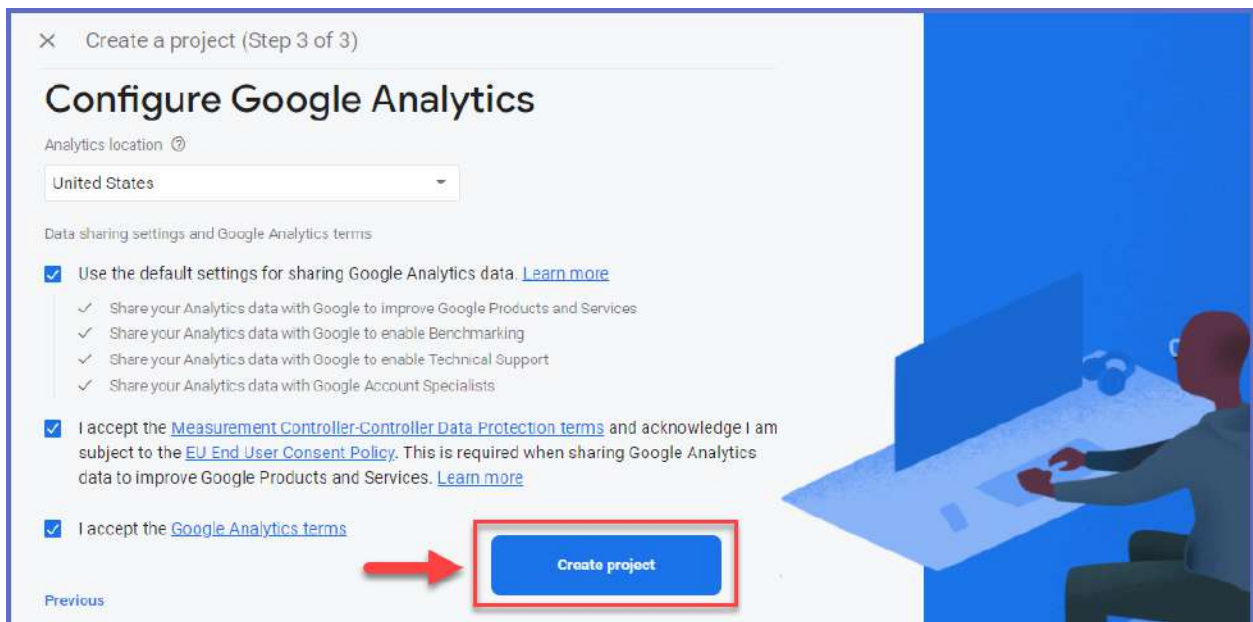 Create a project (Step 3 of 3)
Configure Google Analytics
Analytics location
United States
Data sharing settings and Google Analytics terms
Use the default settings for sharing Google Analytics data. Learn more
Share your Analytics data with Google to improve Google Products and Services
Share your Analytics data with Google to enable Benchmarking
Share your Analytics data with Google to enable Technical Support
Share your Analytics data with Google Account Specialists
I accept the Measurement Controller-Controller Data Protection terms and acknowledge I am
subject to the EU End User Consent Policy. This is required when sharing Google Analytics
data to improve Google Products and Services. Learn more
I accept the Google Analytics terms
Create project
Previous